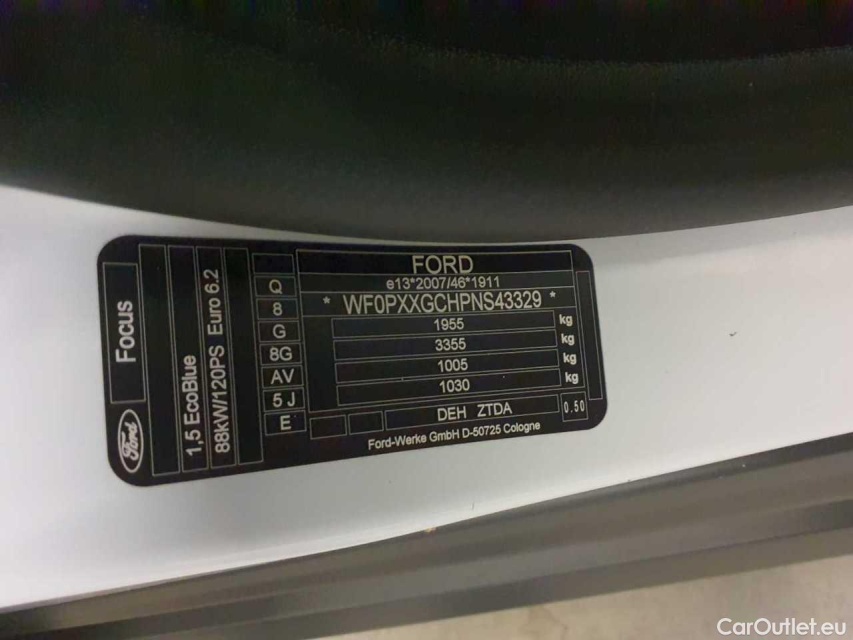 Focus
Ford
1,5 EcoBlue
88kW/120PS Euro 6.2
Q
8
G
8G
AV
5 J
E
FORD
e13*2007/46*1911
* WF0PXXGCHPNS43329 *
1955 kg
3355 kg
1005 kg
1030 kg
DEH ZTDA 0.50
Ford-Werke GmbH D-50725 Cologne
CarOutlet.eu